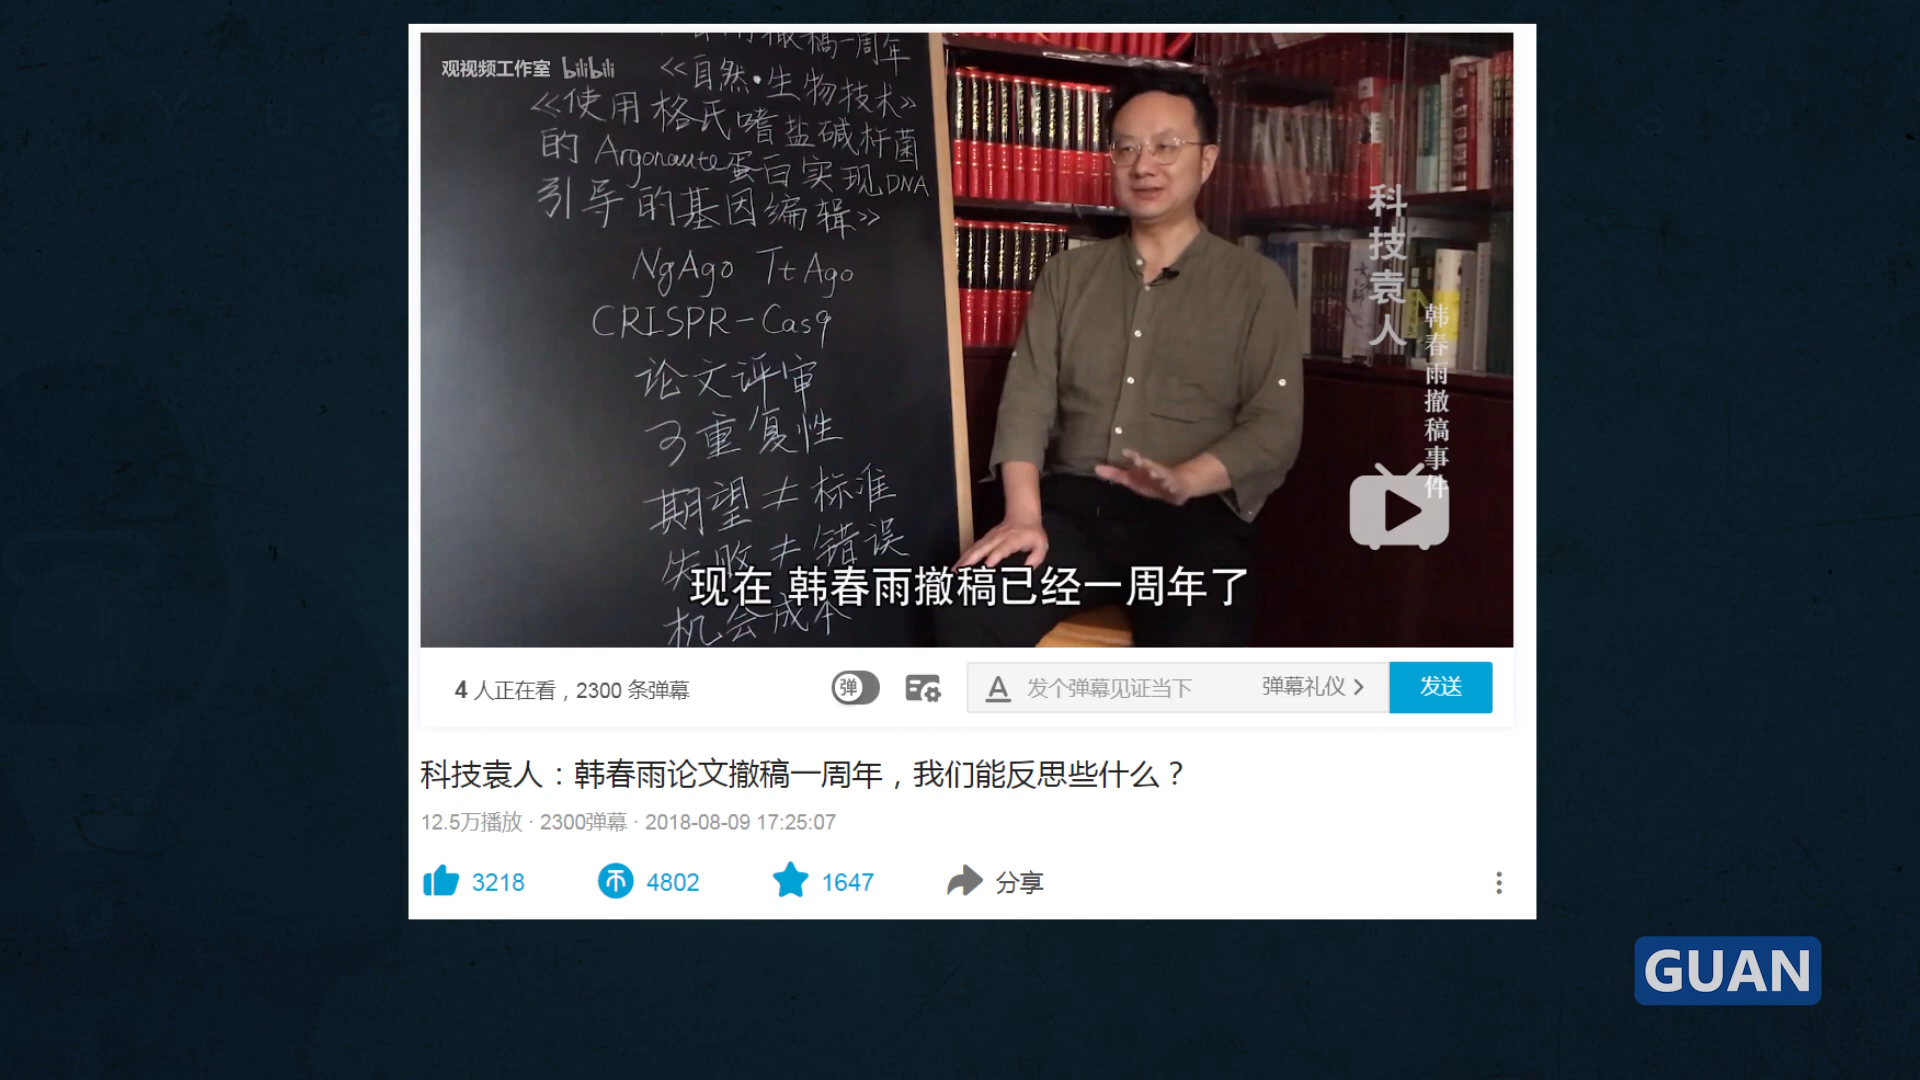 观视频工作室 bilibili
撤稿一周年
《自然·生物技术》
《使用格氏嗜盐碱杆菌
的Argonaute蛋白实现DNA
引导的基因编辑》
NgAgo TtAgo
CRISPR-Cas9
论文评审
可重复性
期望≠标准
失败≠错误
机会成本
科技袁人
韩春雨撤稿事件
现在 韩春雨撤稿已经一周年了
4 人正在看，2300 条弹幕
弹
A 发个弹幕见证当下 弹幕礼仪 发送
科技袁人：韩春雨论文撤稿一周年，我们能反思些什么？
12.5万播放 · 2300弹幕 · 2018-08-09 17:25:07
3218 4802 1647 分享
GUAN